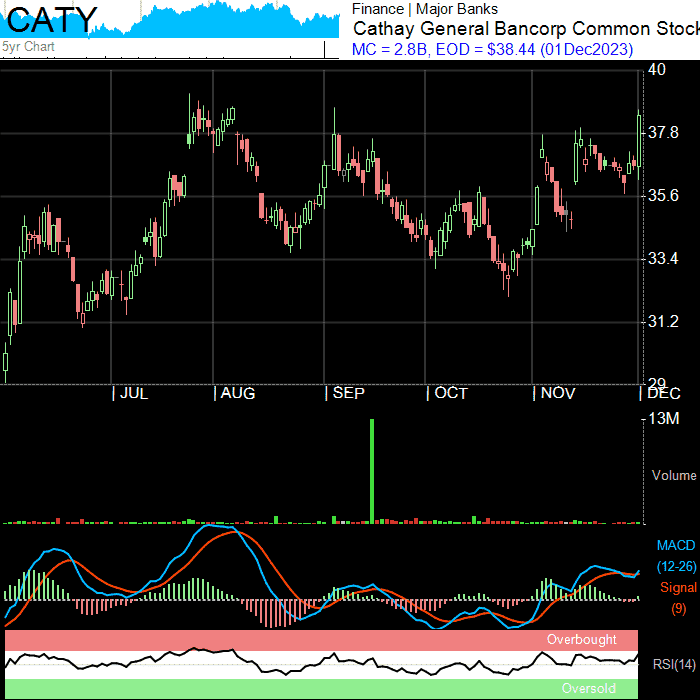 CATY
5yr Chart
Finance | Major Banks
Cathay General Bancorp Common Stock
MC = 2.8B, EOD = $38.44 (01Dec2023)
40
37.8
35.6
33.4
31.2
29
JUL AUG SEP OCT NOV DEC
13M
Volume
MACD
(12-26)
Signal
(9)
Overbought
RSI(14)
Oversold